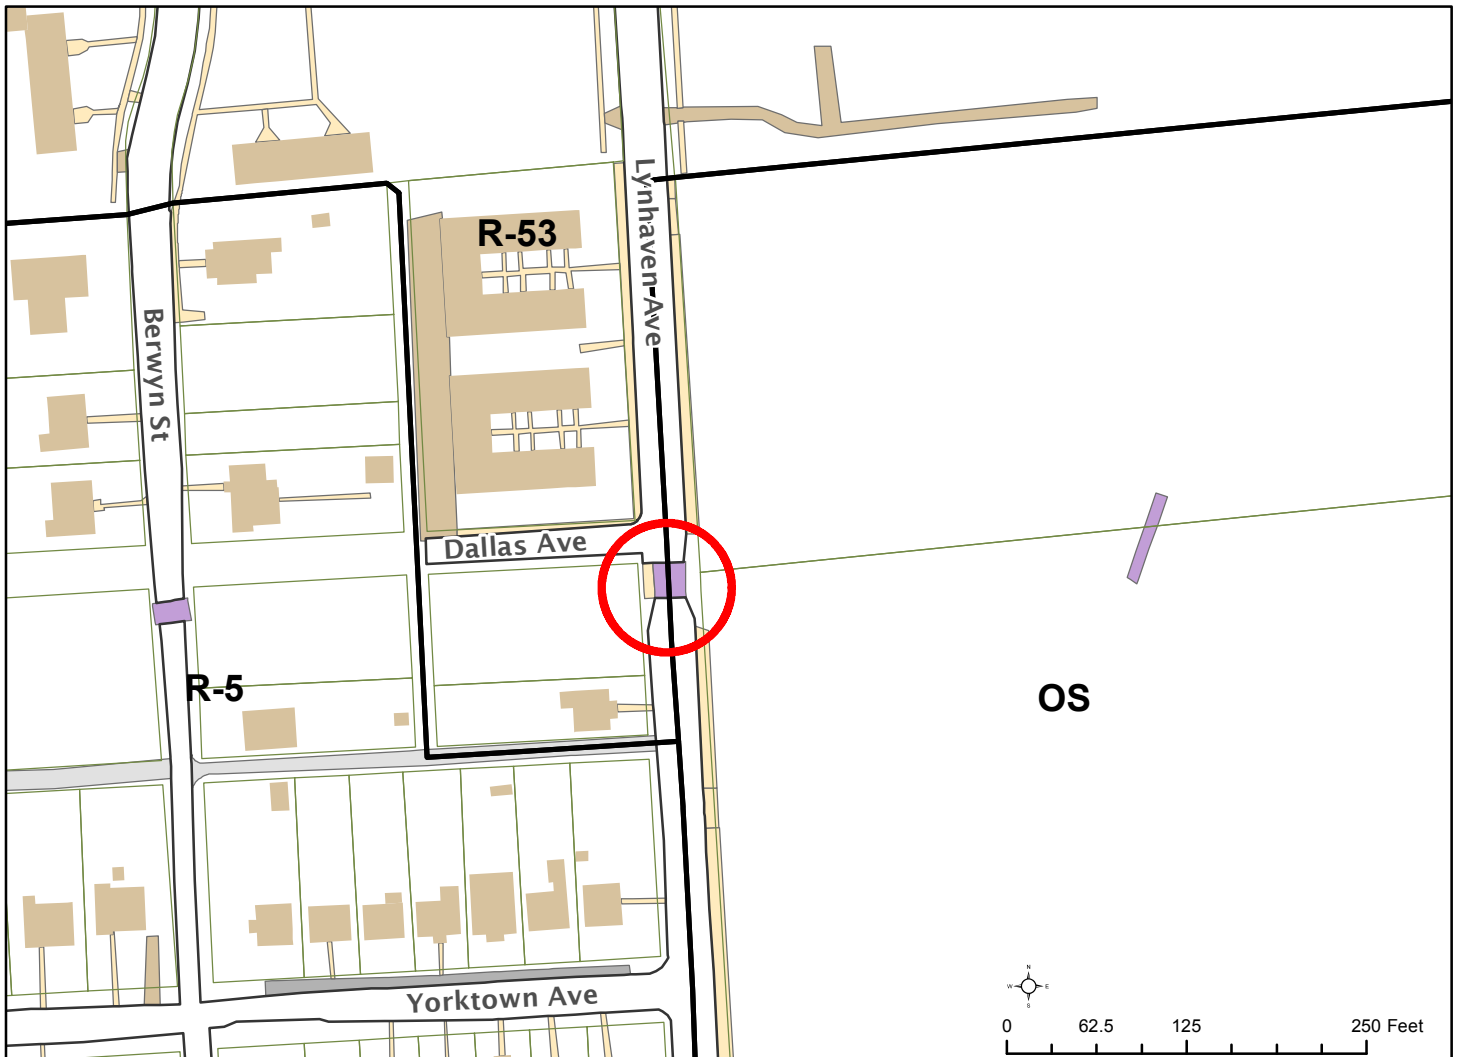 Lynhaven Ave
R-53
Berwyn St
Dallas Ave
R-5
OS
N
W E
S
Yorktown Ave
0 62.5 125 250 Feet